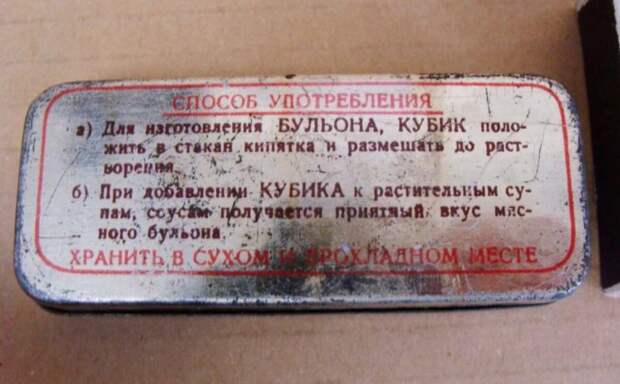 СПОСОБ УПОТРЕБЛЕНИЯ
а) Для изготовления БУЛЬОНА, КУБИК поло-
жить в стакан кипятка и размешать до раст-
ворения.
б) При добавлении КУБИКА к растительным су-
пам, соусам получается приятный вкус мяс-
ного бульона.
ХРАНИТЬ В СУХОМ И ПРОХЛАДНОМ МЕСТЕ